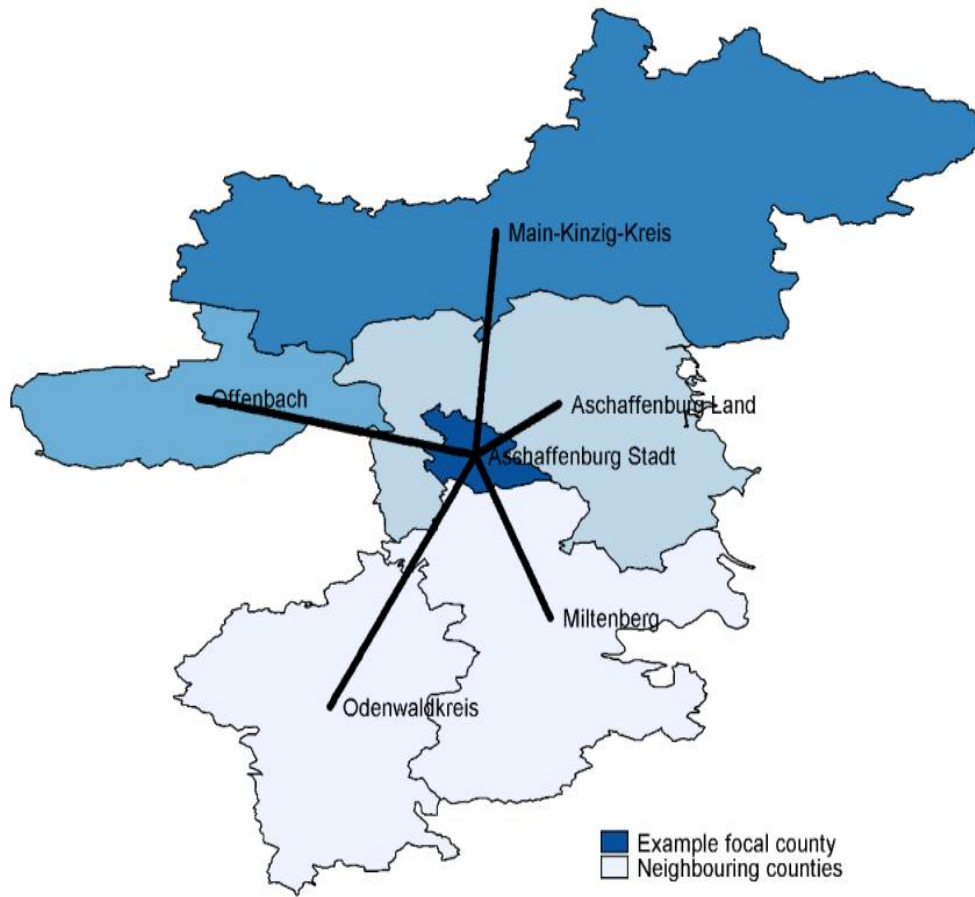 Main-Kinzig-Kreis
Offenbach
Aschaffenburg Land
Aschaffenburg Stadt
Miltenberg
Odenwaldkreis
Example focal county
Neighbouring counties